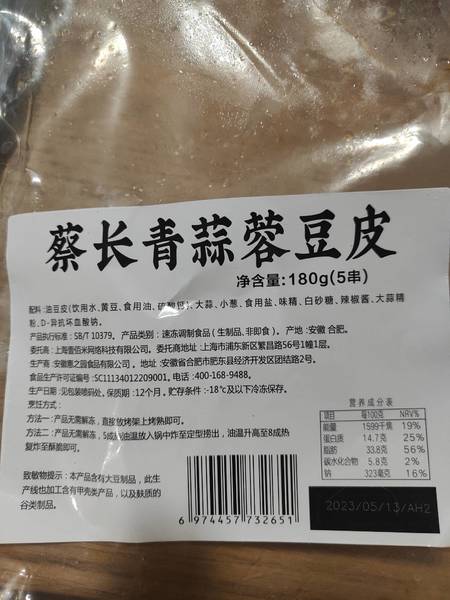 蔡长青蒜蓉豆皮
净含量:180g(5串)
配料:油豆皮(饮用水、黄豆、食用油、硫酸钙)、大蒜、小葱、食用盐、味精、白砂糖、辣椒酱、大蒜精
粉、D-异抗坏血酸钠。
产品执行标准:SB/T 10379。产品类别:速冻调制食品(生制品、非即食)。产地:安徽 合肥。
委托商:上海壹佰米网络科技有限公司。委托商地址:上海市浦东新区繁昌路56号1幢1层。
生产商:安徽惠之园食品有限公司。地址:安徽省合肥市肥东县经济开发区团结路2号。
食品生产许可证编号:SC11134012209001。电话:400-168-9488。
生产日期:见包装喷码处。保质期:12个月。贮存条件:-18℃及以下冷冻保存。
烹饪方式:
方法一:产品无需解冻,直接放烤架上烤熟即可。
方法二:产品无需解冻,5成热油温放入锅中炸至定型捞出,油温升高至8成热
复炸至酥脆即可。
致敏物提示:本产品含有大豆制品,此生
产线也加工含有甲壳类产品,以及麸质的
谷类制品。
营养成分表
项目 每100克 NRV%
能量 1599千焦 19%
蛋白质 14.7克 25%
脂肪 33.8克 56%
碳水化合物 5.8克 2%
钠 323毫克 16%
6 974457 732651
2023/05/13/AH2